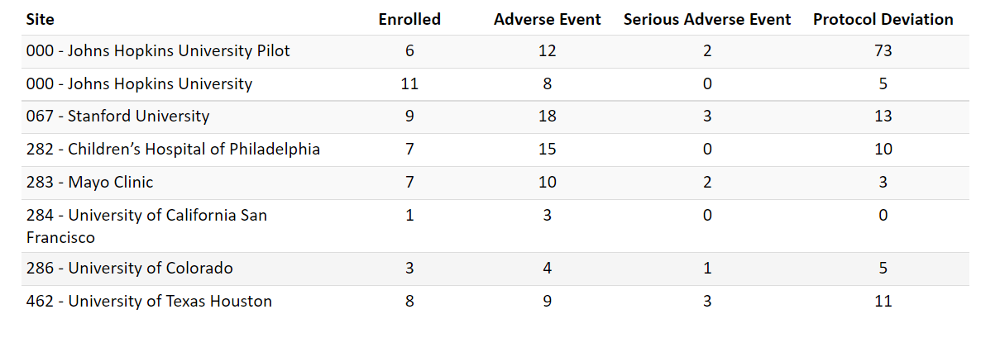 Site Enrolled Adverse Event Serious Adverse Event Protocol Deviation
000 - Johns Hopkins University Pilot 6 12 2 73
000 - Johns Hopkins University 11 8 0 5
067 - Stanford University 9 18 3 13
282 - Children’s Hospital of Philadelphia 7 15 0 10
283 - Mayo Clinic 7 10 2 3
284 - University of California San 1 3 0 0
Francisco
286 - University of Colorado 3 4 1 5
462 - University of Texas Houston 8 9 3 11